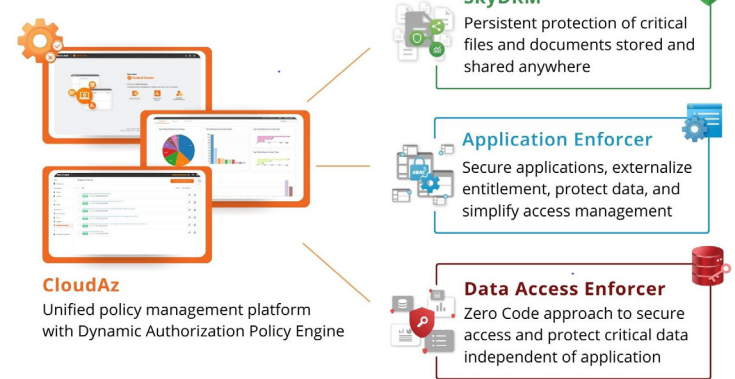 SkyDRM
Persistent protection of critical
files and documents stored and
shared anywhere
Application Enforcer
Secure applications, externalize
entitlement, protect data, and
simplify access management
CloudAz
Unified policy management platform
with Dynamic Authorization Policy Engine
Data Access Enforcer
Zero Code approach to secure
access and protect critical data
independent of application